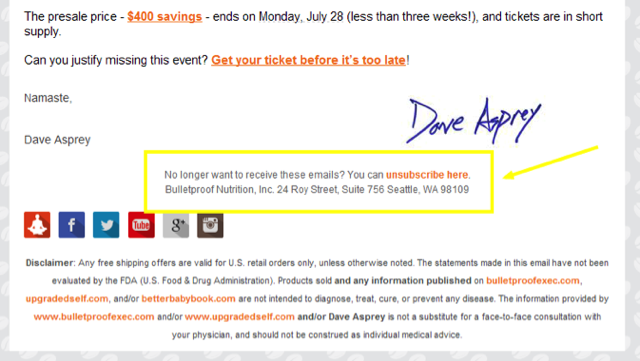 The presale price - $400 savings - ends on Monday, July 28 (less than three weeks!), and tickets are in short
supply.
Can you justify missing this event? Get your ticket before it's too late!
Namaste,
Dave Asprey
Dave Asprey
No longer want to receive these emails? You can unsubscribe here.
Bulletproof Nutrition, Inc. 24 Roy Street, Suite 756 Seattle, WA 98109
f You Tube g+
Disclaimer: Any free shipping offers are valid for U.S. retail orders only, unless otherwise noted. The statements made in this email have not been
evaluated by the FDA (U.S. Food & Drug Administration). Products sold and any information published on bulletproofexec.com,
upgradedself.com, and/or betterbabybook.com are not intended to diagnose, treat, cure, or prevent any disease. The information provided by
www.bulletproofexec.com and/or www.upgradedself.com and/or Dave Asprey is not a substitute for a face-to-face consultation with
your physician, and should not be construed as individual medical advice.